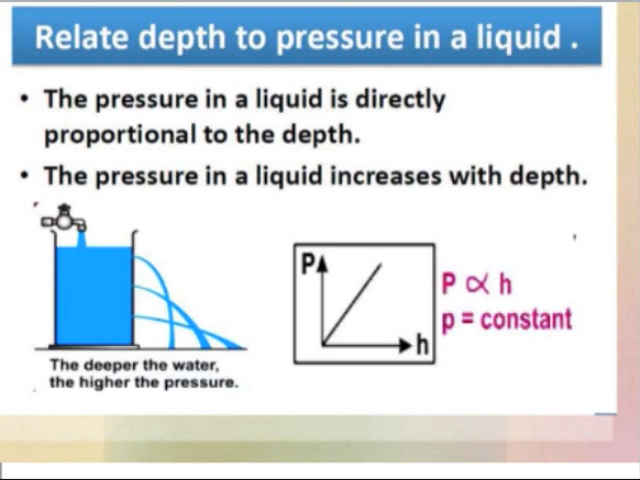 Relate depth to pressure in a liquid .
• The pressure in a liquid is directly
proportional to the depth.
• The pressure in a liquid increases with depth.
P
h
P ∝ h
p = constant
The deeper the water,
the higher the pressure.